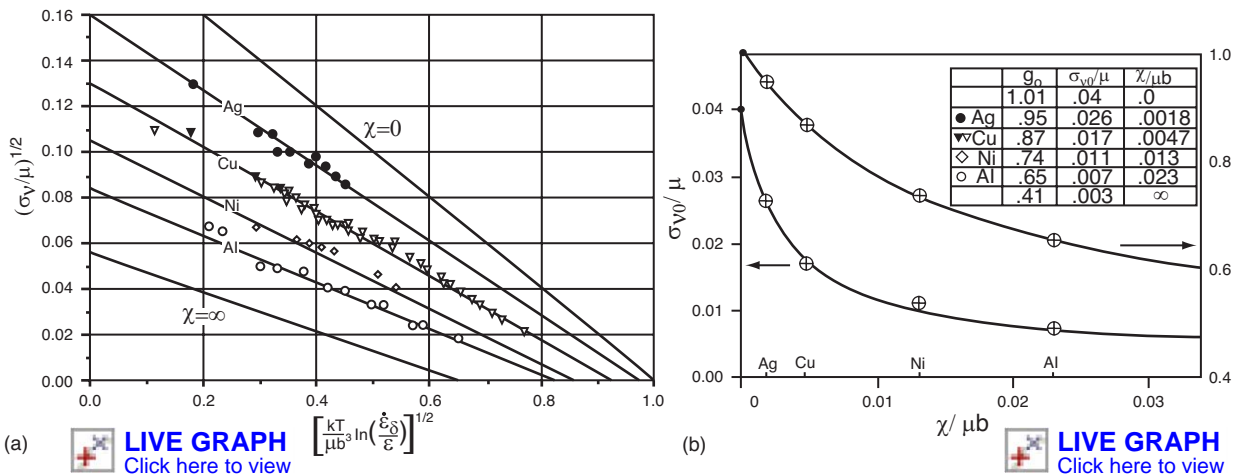 (a)
0.16
0.14
0.12
0.10
0.08
0.06
0.04
0.02
0.00
(σᵥ/μ)^1/2
Ag
Cu
Ni
Al
χ=0
χ=∞
0.0 0.2 0.4 0.6 0.8 1.0
[kT/μb³ ln(ε̇δ/ε)]^1/2
(a)
LIVE GRAPH
Click here to view
(b)
0.04
0.03
0.02
0.01
0.00
σᵥ₀/μ
gₒ σᵥ₀/μ χ/μb
1.01 .04 .0
Ag .95 .026 .0018
Cu .87 .017 .0047
Ni .74 .011 .013
Al .65 .007 .023
.41 .003 ∞
1.0
0.8
0.6
0.4
Ag Cu Ni Al
0 0.01 0.02 0.03
χ/ μb
(b)
LIVE GRAPH
Click here to view